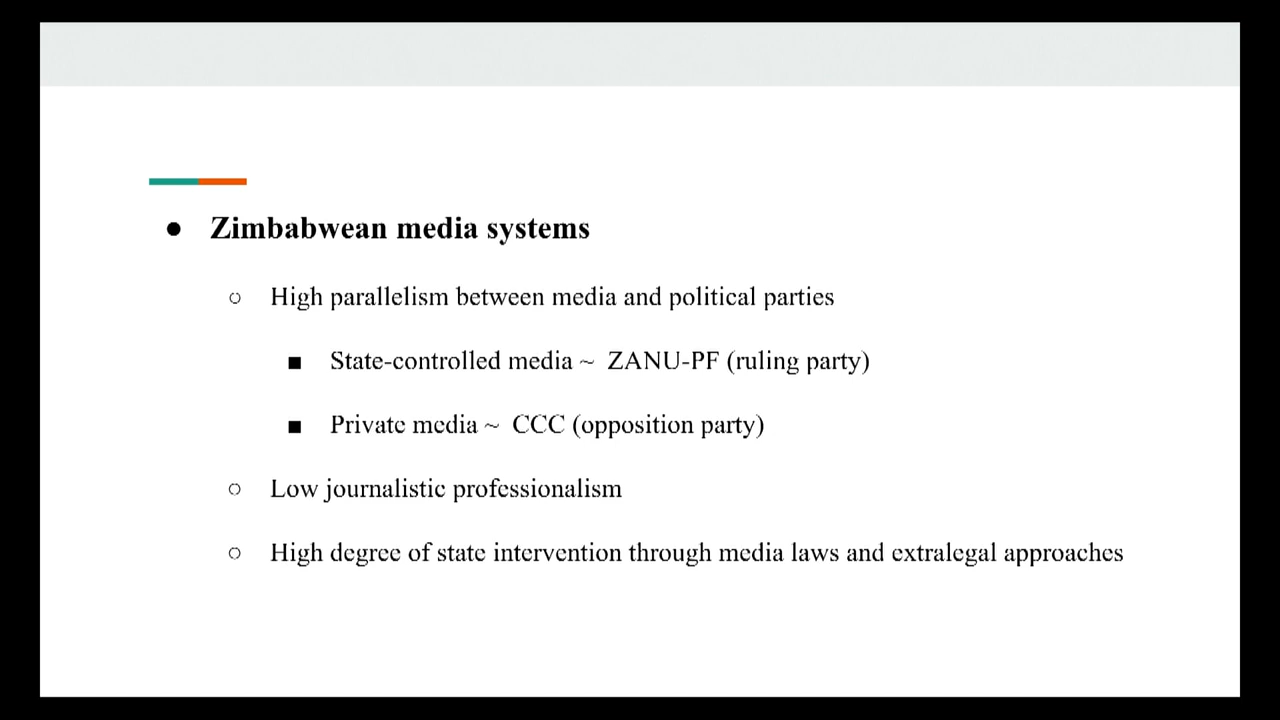 ● Zimbabwean media systems
○ High parallelism between media and political parties
■ State-controlled media ~ ZANU-PF (ruling party)
■ Private media ~ CCC (opposition party)
○ Low journalistic professionalism
○ High degree of state intervention through media laws and extralegal approaches